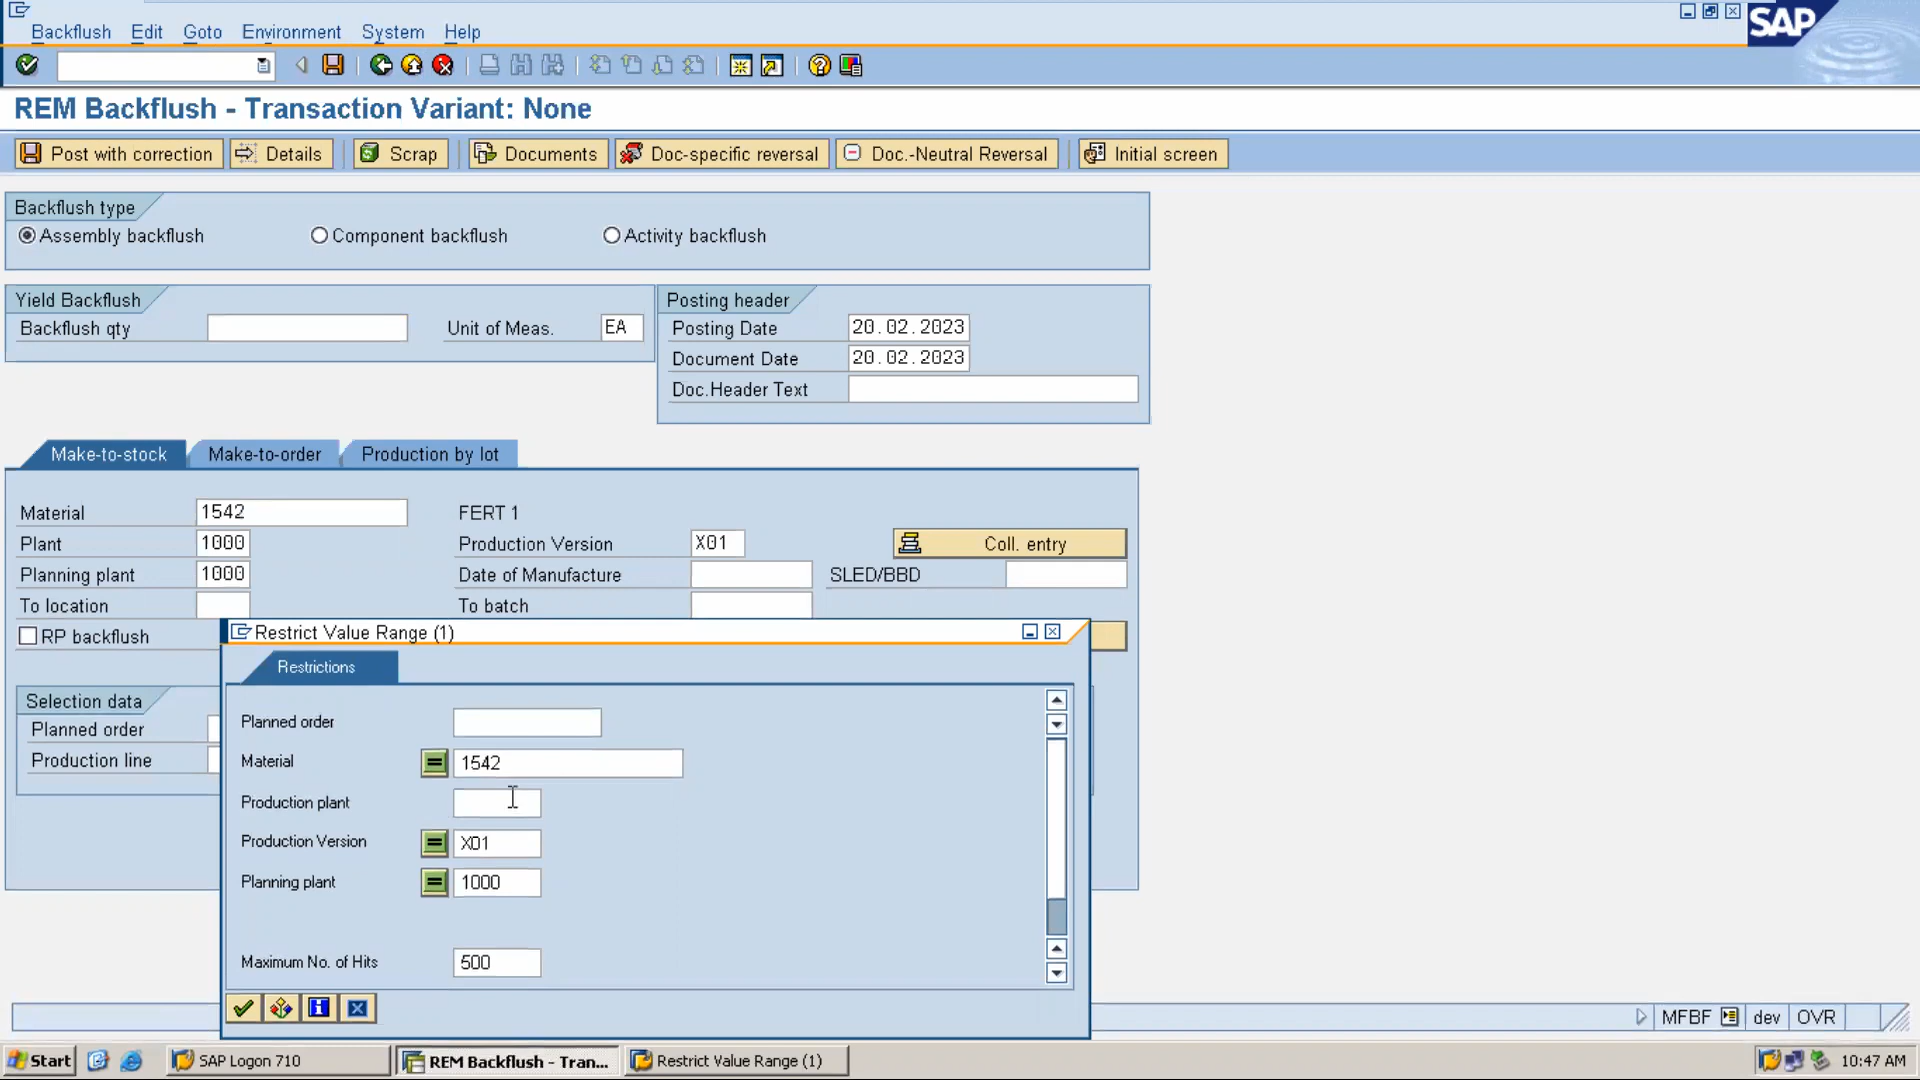 Backflush Edit Goto Environment System Help
SAP
REM Backflush - Transaction Variant: None
Post with correction Details Scrap Documents Doc-specific reversal Doc.-Neutral Reversal Initial screen
Backflush type
Assembly backflush Component backflush Activity backflush
Yield Backflush Posting header
Backflush qty Unit of Meas. EA Posting Date 20.02.2023
Document Date 20.02.2023
Doc.Header Text
Make-to-stock Make-to-order Production by lot
Material 1542 FERT 1
Plant 1000 Production Version X01 Coll. entry
Planning plant 1000 Date of Manufacture SLED/BBD
To location To batch
RP backflush
Restrict Value Range (1)
Restrictions
Selection data
Planned order
Production line
Planned order
Material 1542
Production plant
Production Version X01
Planning plant 1000
Maximum No. of Hits 500
MFBF dev OVR
Start SAP Logon 710 REM Backflush - Tran... Restrict Value Range (1) 10:47 AM